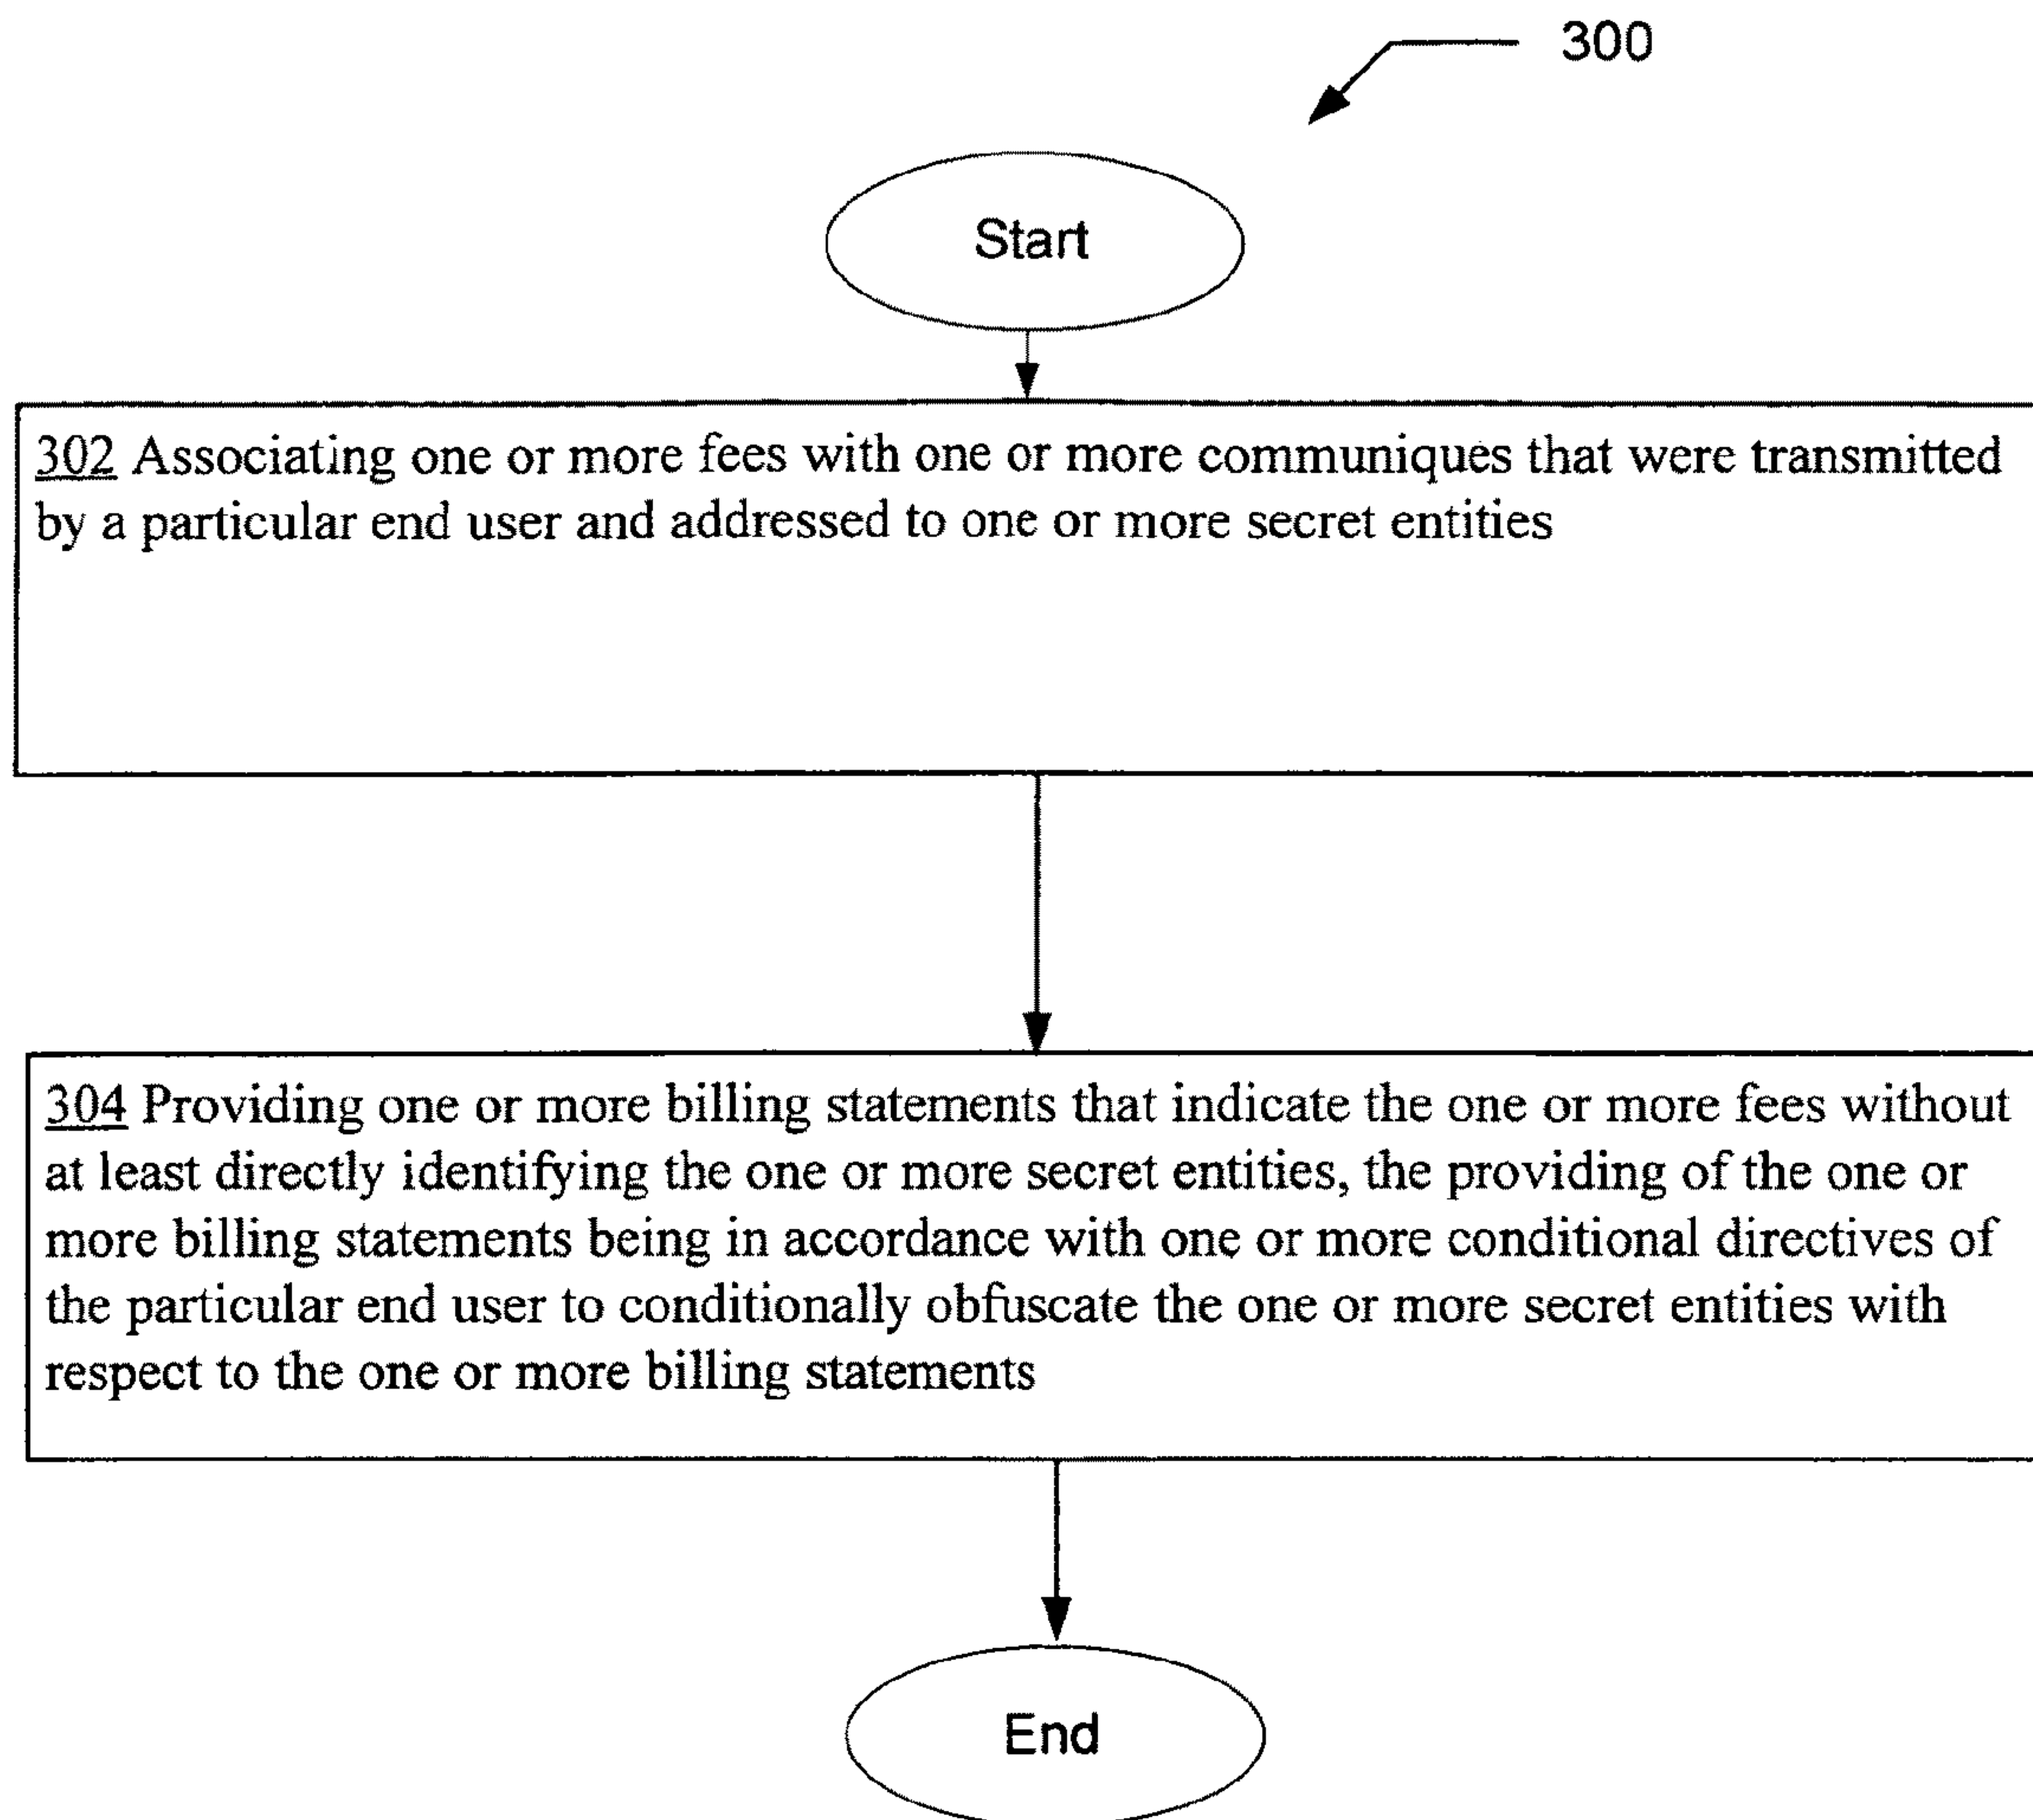 300
Start
302 Associating one or more fees with one or more communiques that were transmitted
by a particular end user and addressed to one or more secret entities
304 Providing one or more billing statements that indicate the one or more fees without
at least directly identifying the one or more secret entities, the providing of the one or
more billing statements being in accordance with one or more conditional directives of
the particular end user to conditionally obfuscate the one or more secret entities with
respect to the one or more billing statements
End